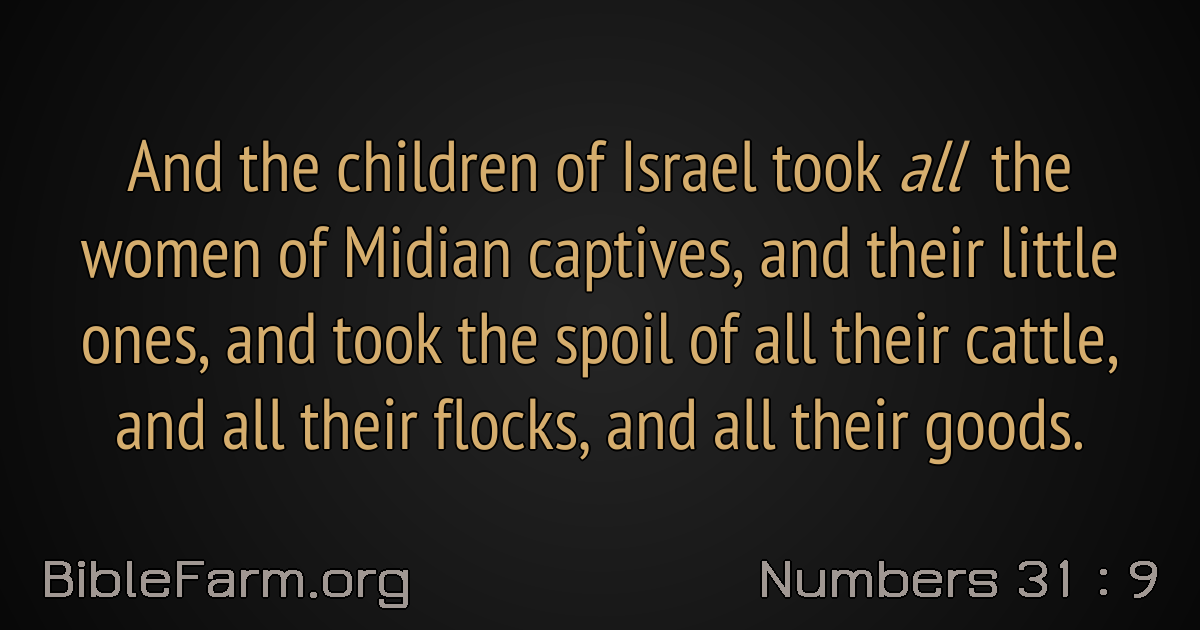 And the children of Israel took all the
women of Midian captives, and their little
ones, and took the spoil of all their cattle,
and all their flocks, and all their goods.
BibleFarm.org
Numbers 31 : 9